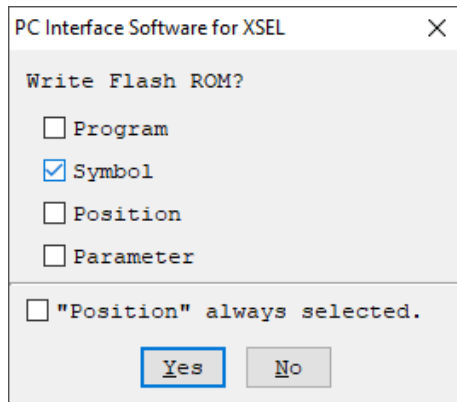 PC Interface Software for XSEL
Write Flash ROM?
Program
Symbol
Position
Parameter
"Position" always selected.
Yes No